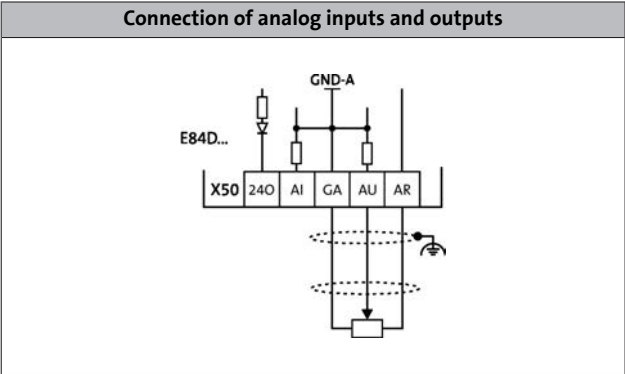 Connection of analog inputs and outputs
GND-A
E84D...
X50 24O AI GA AU AR